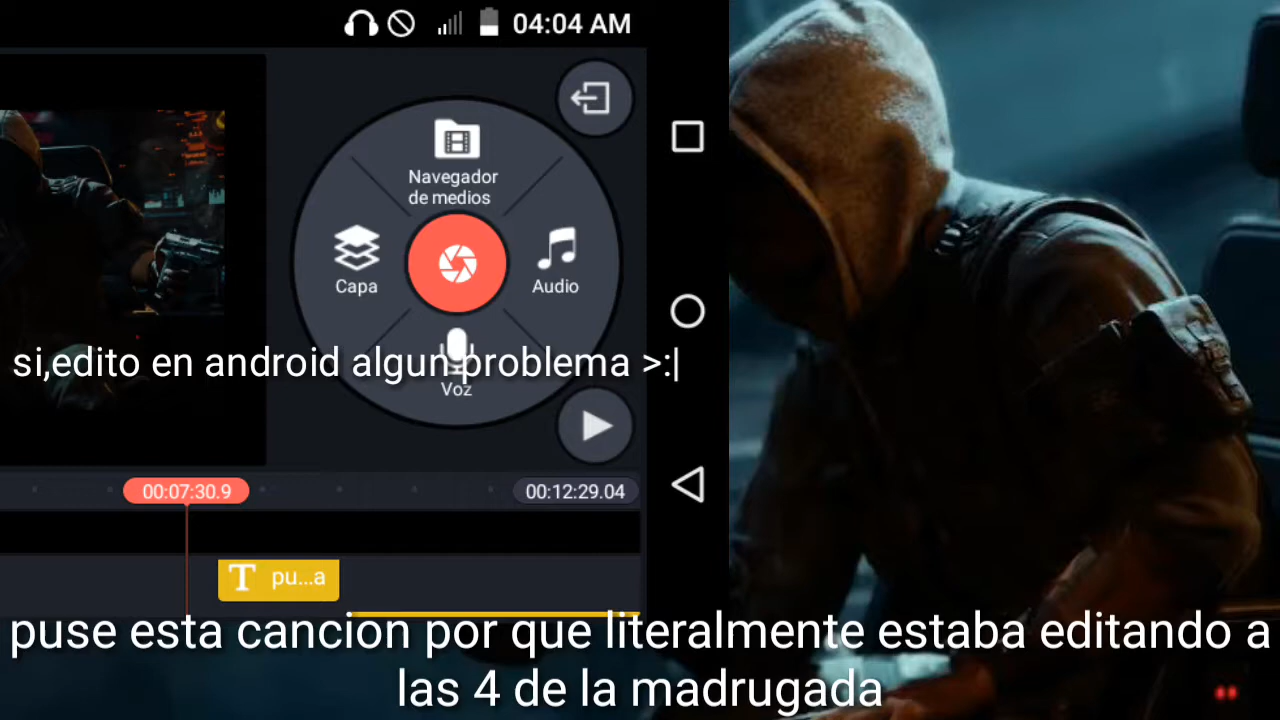 04:04 AM
Navegador
de medios
Capa
Audio
si,edito en android algun problema >:|
Voz
00:07:30.9
00:12:29.04
T pu...a
puse esta cancion por que literalmente estaba editando a
las 4 de la madrugada